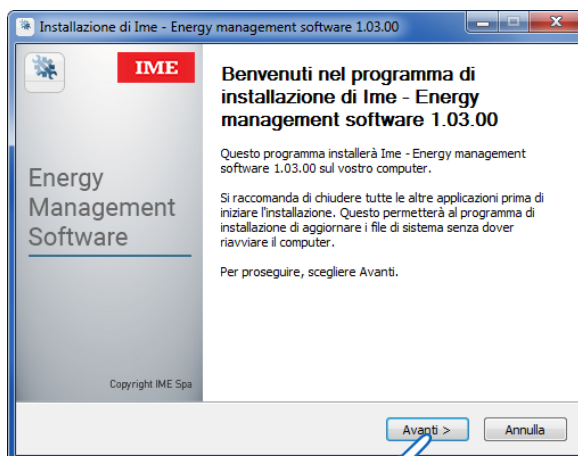 Installazione di Ime - Energy management software 1.03.00
IME
Energy
Management
Software
Copyright IME Spa
Benvenuti nel programma di
installazione di Ime - Energy
management software 1.03.00
Questo programma installerà Ime - Energy management
software 1.03.00 sul vostro computer.
Si raccomanda di chiudere tutte le altre applicazioni prima di
iniziare l'installazione. Questo permetterà al programma di
installazione di aggiornare i file di sistema senza dover
riavviare il computer.
Per proseguire, scegliere Avanti.
Avanti >
Annulla